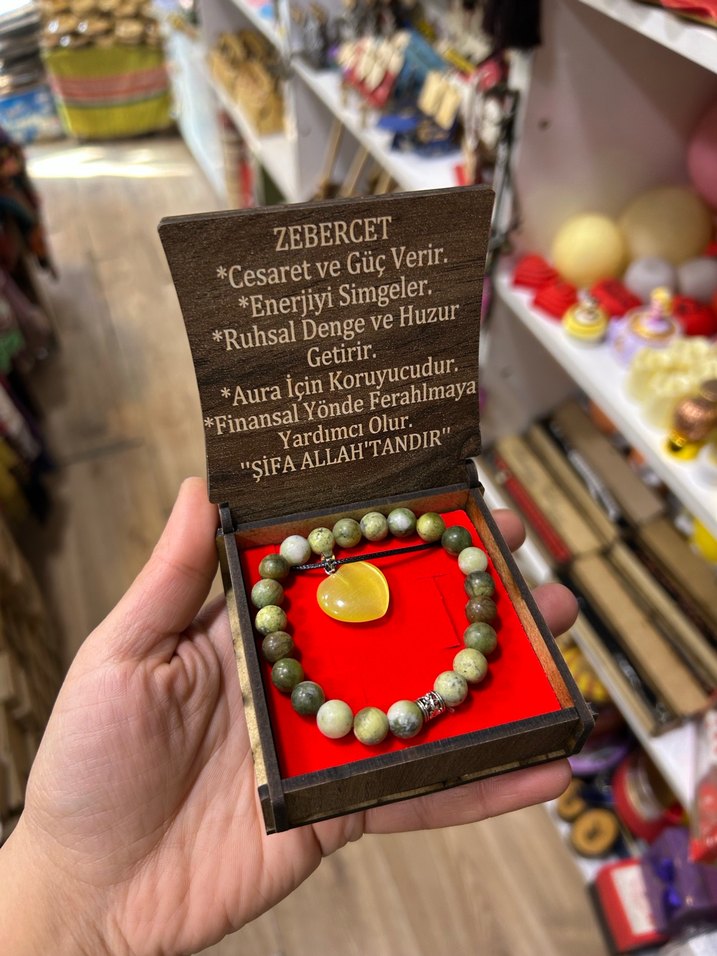 ZEBERCET
*Cesaret ve Güç Verir.
*Enerjiyi Simgeler.
*Ruhsal Denge ve Huzur
Getirir.
*Aura İçin Koruyucudur.
*Finansal Yönde Ferahlmaya
Yardımcı Olur.
"ŞİFA ALLAH'TANDIR"